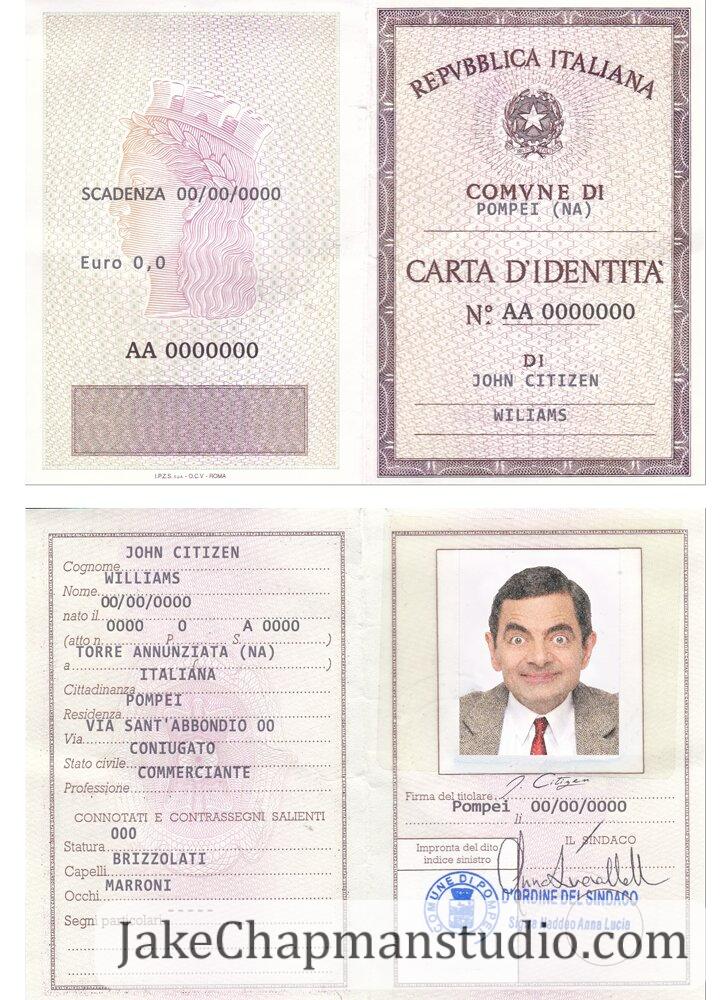 SCADENZA 00/00/0000
Euro 0,0
AA 0000000
I.P.Z.S. S.p.A. - O.C.V. - ROMA
REPVBBLICA ITALIANA
COMVNE DI
POMPEI (NA)
CARTA D'IDENTITA'
N° AA 0000000
DI
JOHN CITIZEN
WILIAMS
JOHN CITIZEN
Cognome
WILLIAMS
Nome
00/00/0000
nato il
0000 0 A 0000
(atto n. P. S. )
TORRE ANNUNZIATA (NA)
a ( )
ITALIANA
Cittadinanza
POMPEI
Residenza
VIA SANT'ABBONDIO 00
Via
CONIUGATO
Stato civile
COMMERCIANTE
Professione
CONNOTATI E CONTRASSEGNI SALIENTI
000
Statura
BRIZZOLATI
Capelli
MARRONI
Occhi
-----
Segni particolari
J. Citizen
Firma del titolare
Pompei 00/00/0000
li
Impronta del dito
indice sinistro
IL SINDACO
COMUNE DI POMPEI
D'ORDINE DEL SINDACO
Maddeo Anna Lucia
JakeChapmanstudio.com